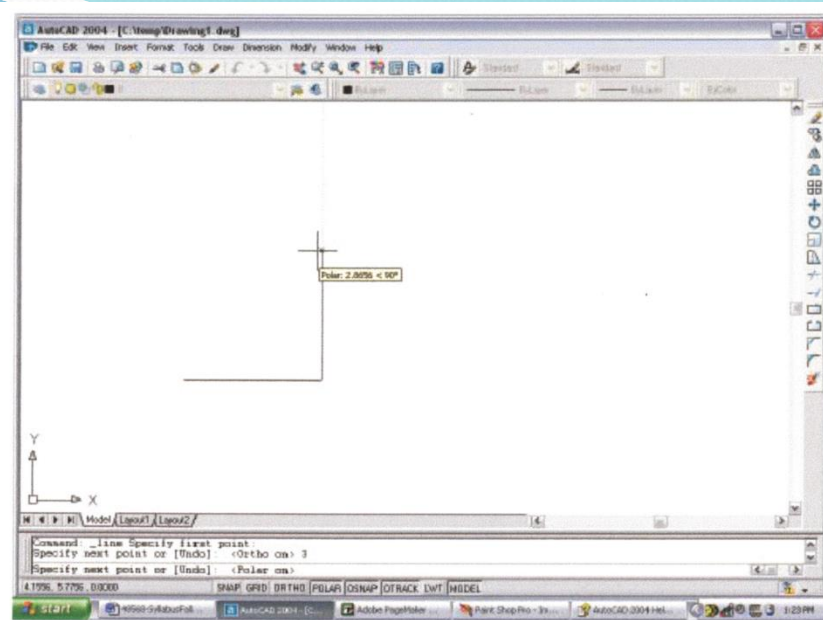 AutoCAD 2004 - [C:\temp\Drawing1.dwg]
File Edit View Insert Format Tools Draw Dimension Modify Window Help
Standard Standard
ByLayer ByLayer ByLayer ByColor
Polar: 2.8656 < 90°
Y
X
Model Layout1 Layout2
Command: _line Specify first point:
Specify next point or [Undo]: <Ortho on> 3
Specify next point or [Undo]: <Polar on>
4.1556, 5.7756, 0.0000 SNAP GRID ORTHO POLAR OSNAP OTRACK LWT MODEL
start AutoCAD 2004 - [C... Adobe PageMaker ... Paint Shop Pro - AutoCAD 2004 Hel... 1:23 PM